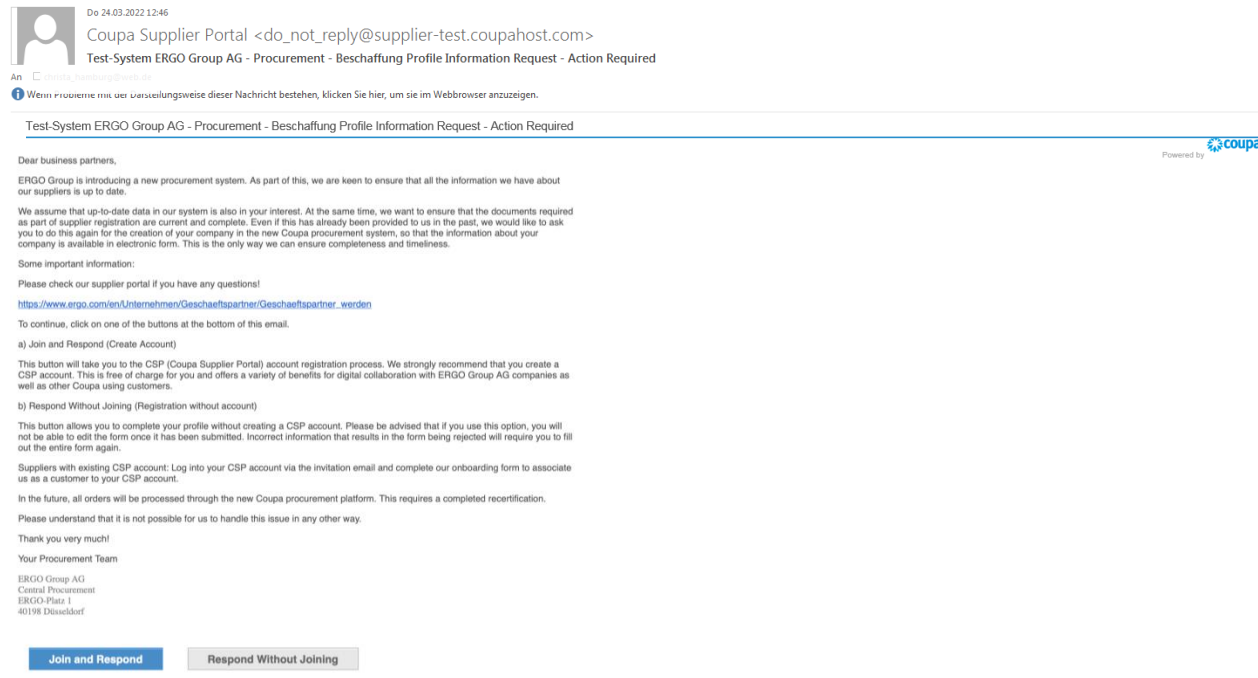 Do 24.03.2022 12:46
Coupa Supplier Portal <do_not_reply@supplier-test.coupahost.com>
Test-System ERGO Group AG - Procurement - Beschaffung Profile Information Request - Action Required
An
Wenn Probleme mit der Darstellungsweise dieser Nachricht bestehen, klicken Sie hier, um sie im Webbrowser anzuzeigen.
Test-System ERGO Group AG - Procurement - Beschaffung Profile Information Request - Action Required
Powered by coupa
Dear business partners,
ERGO Group is introducing a new procurement system. As part of this, we are keen to ensure that all the information we have about
our suppliers is up to date.
We assume that up-to-date data in our system is also in your interest. At the same time, we want to ensure that the documents required
as part of supplier registration are current and complete. Even if this has already been provided to us in the past, we would like to ask
you to do this again for the creation of your company in the new Coupa procurement system, so that the information about your
company is available in electronic form. This is the only way we can ensure completeness and timeliness.
Some important information:
Please check our supplier portal if you have any questions!
https://www.ergo.com/en/Unternehmen/Geschaeftspartner/Geschaeftspartner_werden
To continue, click on one of the buttons at the bottom of this email.
a) Join and Respond (Create Account)
This button will take you to the CSP (Coupa Supplier Portal) account registration process. We strongly recommend that you create a
CSP account. This is free of charge for you and offers a variety of benefits for digital collaboration with ERGO Group AG companies as
well as other Coupa using customers.
b) Respond Without Joining (Registration without account)
This button allows you to complete your profile without creating a CSP account. Please be advised that if you use this option, you will
not be able to edit the form once it has been submitted. Incorrect information that results in the form being rejected will require you to fill
out the entire form again.
Suppliers with existing CSP account: Log into your CSP account via the invitation email and complete our onboarding form to associate
us as a customer to your CSP account.
In the future, all orders will be processed through the new Coupa procurement platform. This requires a completed recertification.
Please understand that it is not possible for us to handle this issue in any other way.
Thank you very much!
Your Procurement Team
ERGO Group AG
Central Procurement
ERGO-Platz 1
40198 Düsseldorf
Join and Respond
Respond Without Joining